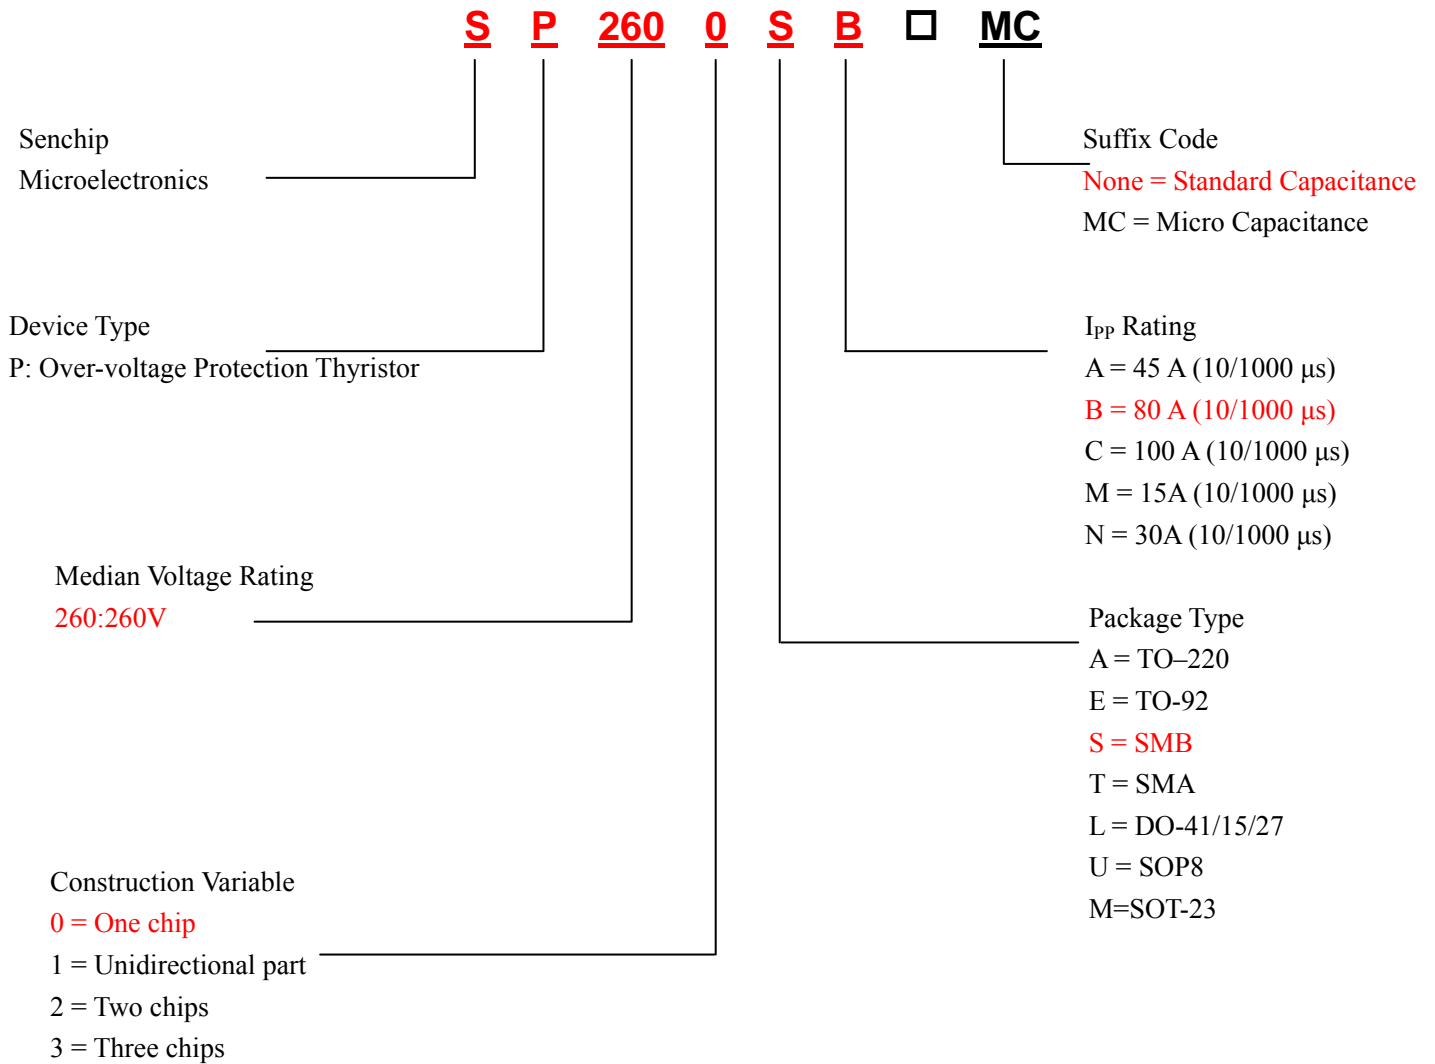 S P 260 0 S B □ MC
Senchip
Microelectronics
Suffix Code
None = Standard Capacitance
MC = Micro Capacitance
Device Type
P: Over-voltage Protection Thyristor
IPP Rating
A = 45 A (10/1000 μs)
B = 80 A (10/1000 μs)
C = 100 A (10/1000 μs)
M = 15A (10/1000 μs)
N = 30A (10/1000 μs)
Median Voltage Rating
260:260V
Package Type
A = TO–220
E = TO-92
S = SMB
T = SMA
L = DO-41/15/27
U = SOP8
M=SOT-23
Construction Variable
0 = One chip
1 = Unidirectional part
2 = Two chips
3 = Three chips